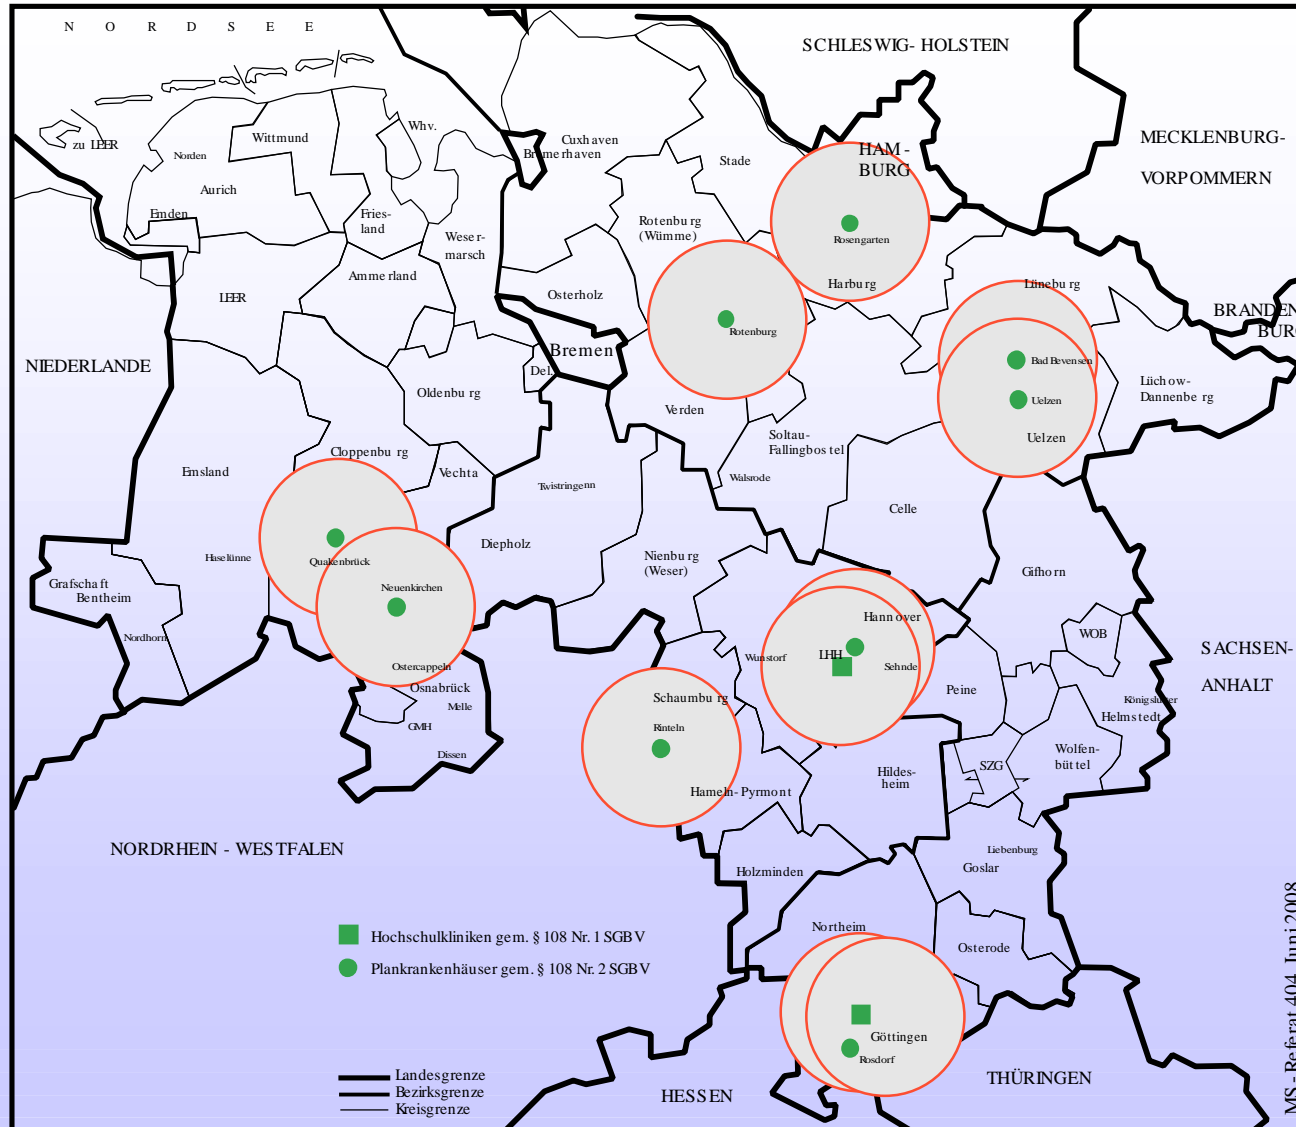 N O R D S E E
SCHLESWIG- HOLSTEIN
MECKLENBURG-
VORPOMMERN
HAM -
BURG
zu LEER
Norden
Wittmund
Whv.
Cuxhaven
Bremerhaven
Stade
Aurich
Emden
Fries-
land
Weser-
marsch
Rotenburg
(Wümme)
Rosengarten
Harburg
Lüneburg
LEER
Ammerland
Osterholz
Rotenburg
BRANDEN
BURG
NIEDERLANDE
Bremen
Del.
Oldenburg
Bad Bevensen
Uelzen
Uelzen
Lüchow-
Dannenberg
Verden
Soltau-
Fallingbostel
Walsrode
Cloppenburg
Vechta
Emsland
Twistringenn
Celle
Diepholz
Haselünne
Quakenbrück
Neuenkirchen
Nienburg
(Weser)
Gifhorn
Grafschaft
Bentheim
Nordhorn
Hannover
LHH
Wunstorf
Sehnde
WOB
SACHSEN-
ANHALT
Ostercappeln
Osnabrück
Melle
GMH
Dissen
Schaumburg
Rinteln
Peine
Königslutter
Helmstedt
Wolfen-
büttel
SZG
Hildes-
heim
Hameln- Pyrmont
NORDRHEIN - WESTFALEN
Holzminden
Liebenburg
Goslar
Northeim
Osterode
Hochschulkliniken gem. § 108 Nr. 1 SGB V
Plankrankenhäuser gem. § 108 Nr. 2 SGB V
Göttingen
Rosdorf
Landesgrenze
Bezirksgrenze
Kreisgrenze
HESSEN
THÜRINGEN
MS - Referat 404 Juni 2008